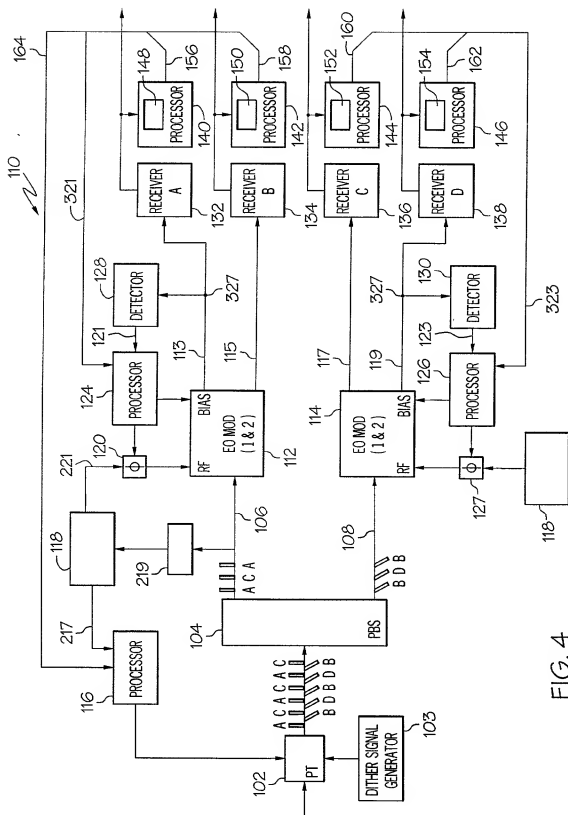 110
164
321
148
PROCESSOR
140
156
150
PROCESSOR
142
158
152
PROCESSOR
144
160
154
PROCESSOR
146
162
RECEIVER
A
132
RECEIVER
B
134
RECEIVER
C
136
RECEIVER
D
138
128
DETECTOR
121
124
PROCESSOR
113
327
115
221
120
Φ
RF
BIAS
EO MOD
(1 & 2)
112
117
327
119
130
DETECTOR
123
323
114
EO MOD
(1 & 2)
RF
BIAS
126
PROCESSOR
Φ
127
118
118
219
217
106
108
116
PROCESSOR
104
PBS
A C A
B D B
A C A C A C
B D B D B
102
PT
DITHER SIGNAL
GENERATOR
103
FIG. 4